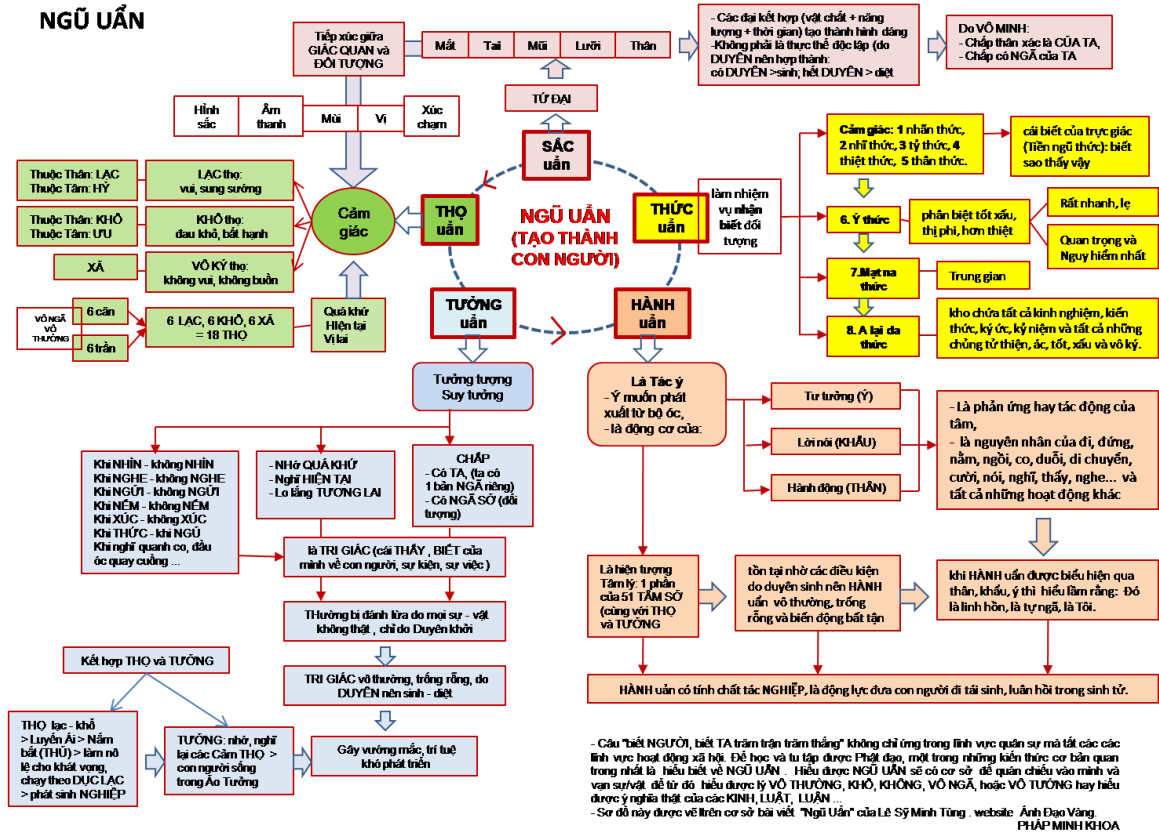 NGŨ UẨN
Tiếp xúc giữa
GIÁC QUAN và
ĐỐI TƯỢNG
Mắt
Tai
Mũi
Lưỡi
Thân
- Các đại kết hợp (vật chất + năng
lượng + thời gian) tạo thành hình dáng
-Không phải là thực thể độc lập (do
DUYÊN nên hợp thành:
có DUYÊN >sinh; hết DUYÊN > diệt
Do VÔ MINH:
- Chấp thân xác là CỦA TA,
- Chấp có NGÃ của TA
TỨ ĐẠI
Hình
sắc
Âm
thanh
Mùi
Vị
Xúc
chạm
SẮC
uẩn
Thuộc Thân: LẠC
Thuộc Tâm: HỶ
LẠC thọ:
vui, sung sướng
Thuộc Thân: KHỔ
Thuộc Tâm: ƯU
KHỔ thọ:
đau khỏ, bất hạnh
XẢ
VÔ KÝ thọ:
không vui, không buồn
Cảm
giác
THỌ
uẩn
NGŨ UẨN
(TẠO THÀNH
CON NGƯỜI)
THỨC
uẩn
làm nhiệm
vụ nhận
biết đối
tượng
Cảm giác: 1 nhãn thức,
2 nhĩ thức, 3 tỷ thức, 4
thiệt thức, 5 thân thức.
cái biết của trực giác
(Tiền ngũ thức): biết
sao thấy vậy
6. Ý thức
phân biệt tốt xấu,
thị phi, hơn thiệt
Rất nhanh, lẹ
Quan trọng và
Nguy hiểm nhất
7.Mạt na
thức
Trung gian
8. A lại da
thức
kho chứa tất cả kinh nghiệm, kiến
thức, ký ức, kỷ niệm và tất cả những
chủng tử thiện, ác, tốt, xấu và vô ký.
VÔ NGÃ
VÔ
THƯỜNG
6 căn
6 trần
6 LẠC, 6 KHỔ, 6 XẢ
= 18 THỌ
Quá khứ
HIện tại
Vị lai
TƯỞNG
uẩn
HÀNH
uẩn
Tưởng tượng
Suy tưởng
Là Tác ý
- Ý muốn phát
xuất từ bộ óc,
- là động cơ của:
Tư tưởng (Ý)
Lời nói (KHẨU)
Hành động (THÂN)
- Là phản ứng hay tác động của
tâm,
- là nguyên nhân của đi, đứng,
nằm, ngồi, co, duỗi, di chuyển,
cười, nói, nghĩ, thấy, nghe... và
tất cả những hoạt động khác
Khi NHÌN - không NHÌN
Khi NGHE - không NGHE
Khi NGỬI - không NGỬI
Khi NẾM - không NẾM
Khi XÚC - không XÚC
Khi THỨC - khi NGỦ
Khi nghĩ quanh co, đầu
óc quay cuồng ...
- NHớ QUÁ KHỨ
- Nghĩ HIỆN TẠI
- Lo lắng TƯƠNG LAI
CHẤP
- Có TA, (ta có
1 bản NGÃ riêng)
- Có NGÃ SỞ (đối
tượng)
là TRI GIÁC (cái THẤY , BIẾT của
mình về con người, sự kiện, sự việc )
THường bị đánh lừa do mọi sự - vật
không thật , chỉ do Duyên khởi
TRI GIÁC vô thường, trống rỗng, do
DUYÊN nên sinh - diệt
Gây vướng mắc, trí tuệ
khó phát triển
Kết hợp THỌ và TƯỞNG
THỌ lạc - khổ
> Luyến Ái > Nắm
bắt (THỦ) > làm nô
lệ cho khát vọng,
chạy theo DỤC LẠC
> phát sinh NGHIỆP
TƯỞNG: nhớ, nghĩ
lại các Cảm THỌ >
con người sống
trong Ảo Tưởng
Là hiện tượng
Tâm lý: 1 phần
của 51 TÂM SỞ
(cùng với THỌ
và TƯỞNG
tồn tại nhờ các điều kiện
do duyên sinh nên HÀNH
uẩn vô thường, trống
rỗng và biến động bất tận
khi HÀNH uẩn được biểu hiện qua
thân, khẩu, ý thì hiểu lầm rằng: Đó
là linh hồn, là tự ngã, là Tôi.
HÀNH uẩn có tính chất tác NGHIỆP, là động lực đưa con người đi tái sinh, luân hồi trong sinh tử.
- Câu "biết NGƯỜI, biết TA trăm trận trăm thắng" không chỉ ứng trong lĩnh vực quân sự mà tất các các
lĩnh vực hoạt động xã hội. Để học và tu tập được Phật đạo, một trong những kiến thức cơ bản quan
trong nhất là hiểu biết về NGŨ UẨN . Hiểu được NGŨ UẨN sẽ có cơ sở để quán chiếu vào mình và
vạn sự/vật để từ đó hiểu được lý VÔ THƯỜNG, KHỔ, KHÔNG, VÔ NGÃ, hoặc VÔ TƯỚNG hay hiểu
được ý nghĩa thật của các KINH, LUẬT, LUẬN ...
- Sơ đồ này được vẽ ltrên cơ sở bài viết "Ngũ Uẩn" của Lê Sỹ Minh Tùng . website Ánh Đạo Vàng.
PHÁP MINH KHOA